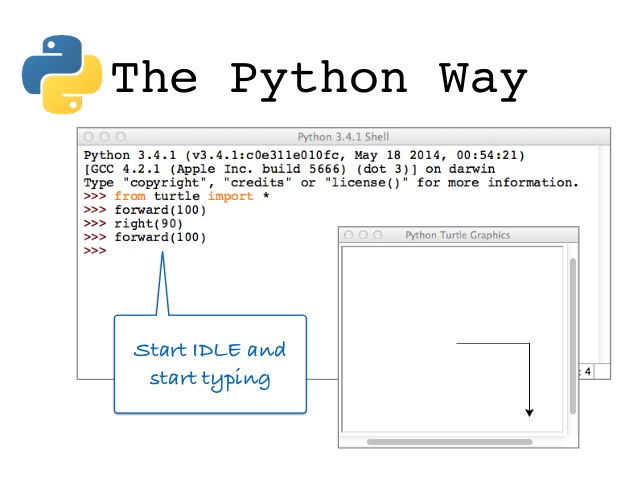 The Python Way
Python 3.4.1 Shell
Python 3.4.1 (v3.4.1:c0e311e010fc, May 18 2014, 00:54:21)
[GCC 4.2.1 (Apple Inc. build 5666) (dot 3)] on darwin
Type "copyright", "credits" or "license()" for more information.
>>> from turtle import *
>>> forward(100)
>>> right(90)
>>> forward(100)
>>>
Python Turtle Graphics
Start IDLE and
start typing
: 4